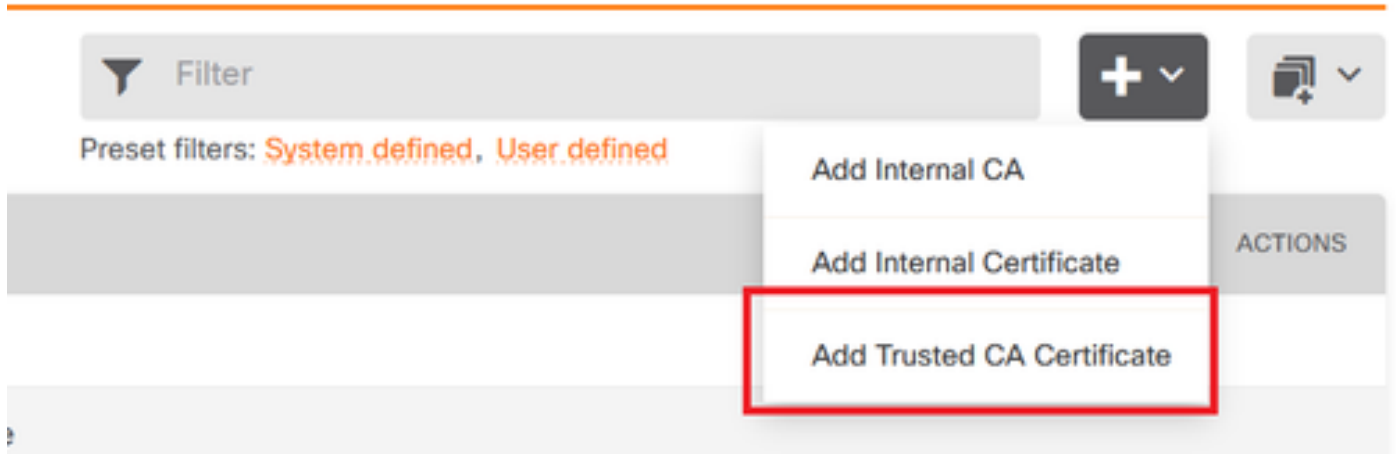 Filter
Preset filters: System defined, User defined
Add Internal CA
Add Internal Certificate
ACTIONS
Add Trusted CA Certificate
e